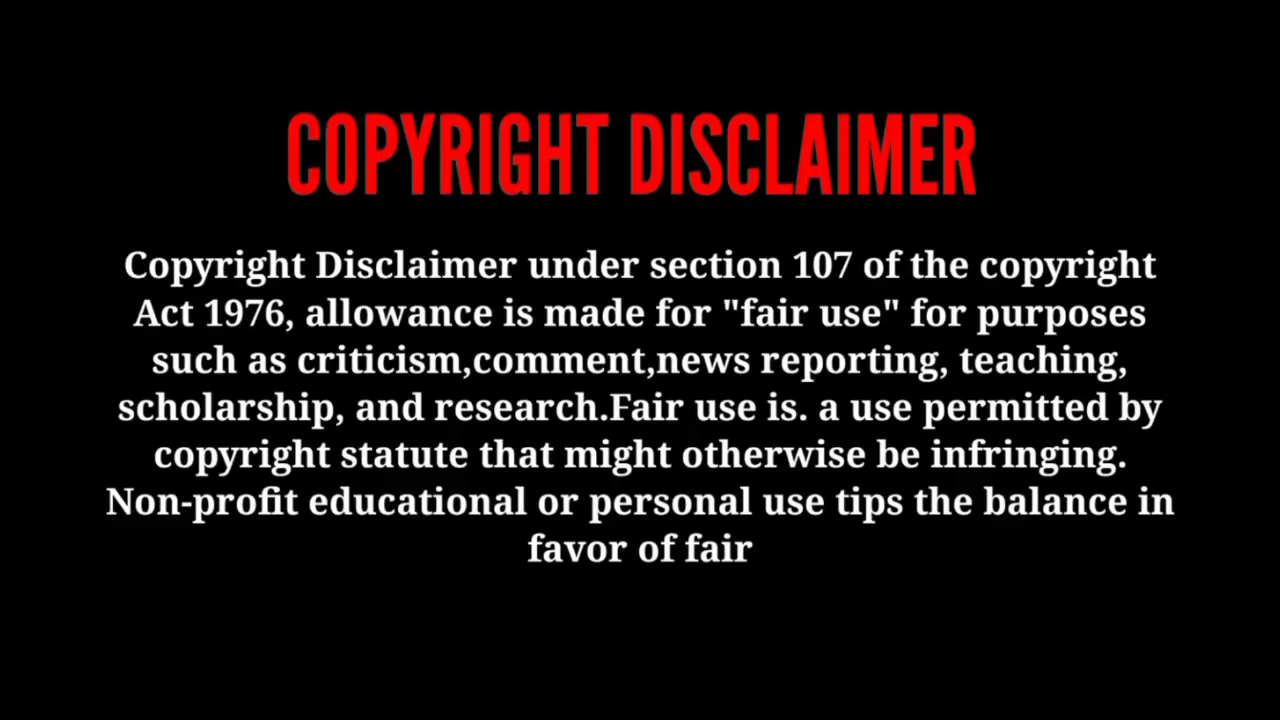 COPYRIGHT DISCLAIMER
Copyright Disclaimer under section 107 of the copyright
Act 1976, allowance is made for "fair use" for purposes
such as criticism,comment,news reporting, teaching,
scholarship, and research.Fair use is. a use permitted by
copyright statute that might otherwise be infringing.
Non-profit educational or personal use tips the balance in
favor of fair